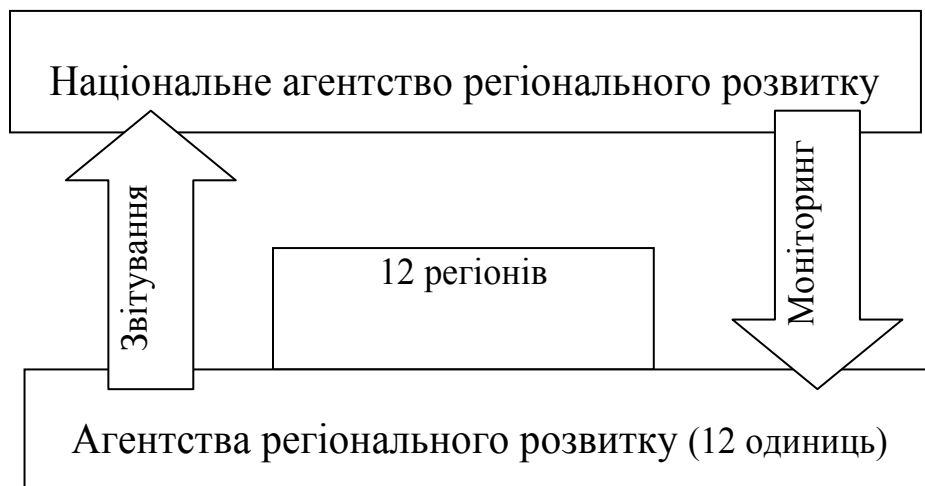 Національне агентство регіонального розвитку
Звітування
Моніторинг
12 регіонів
Агентства регіонального розвитку (12 одиниць)